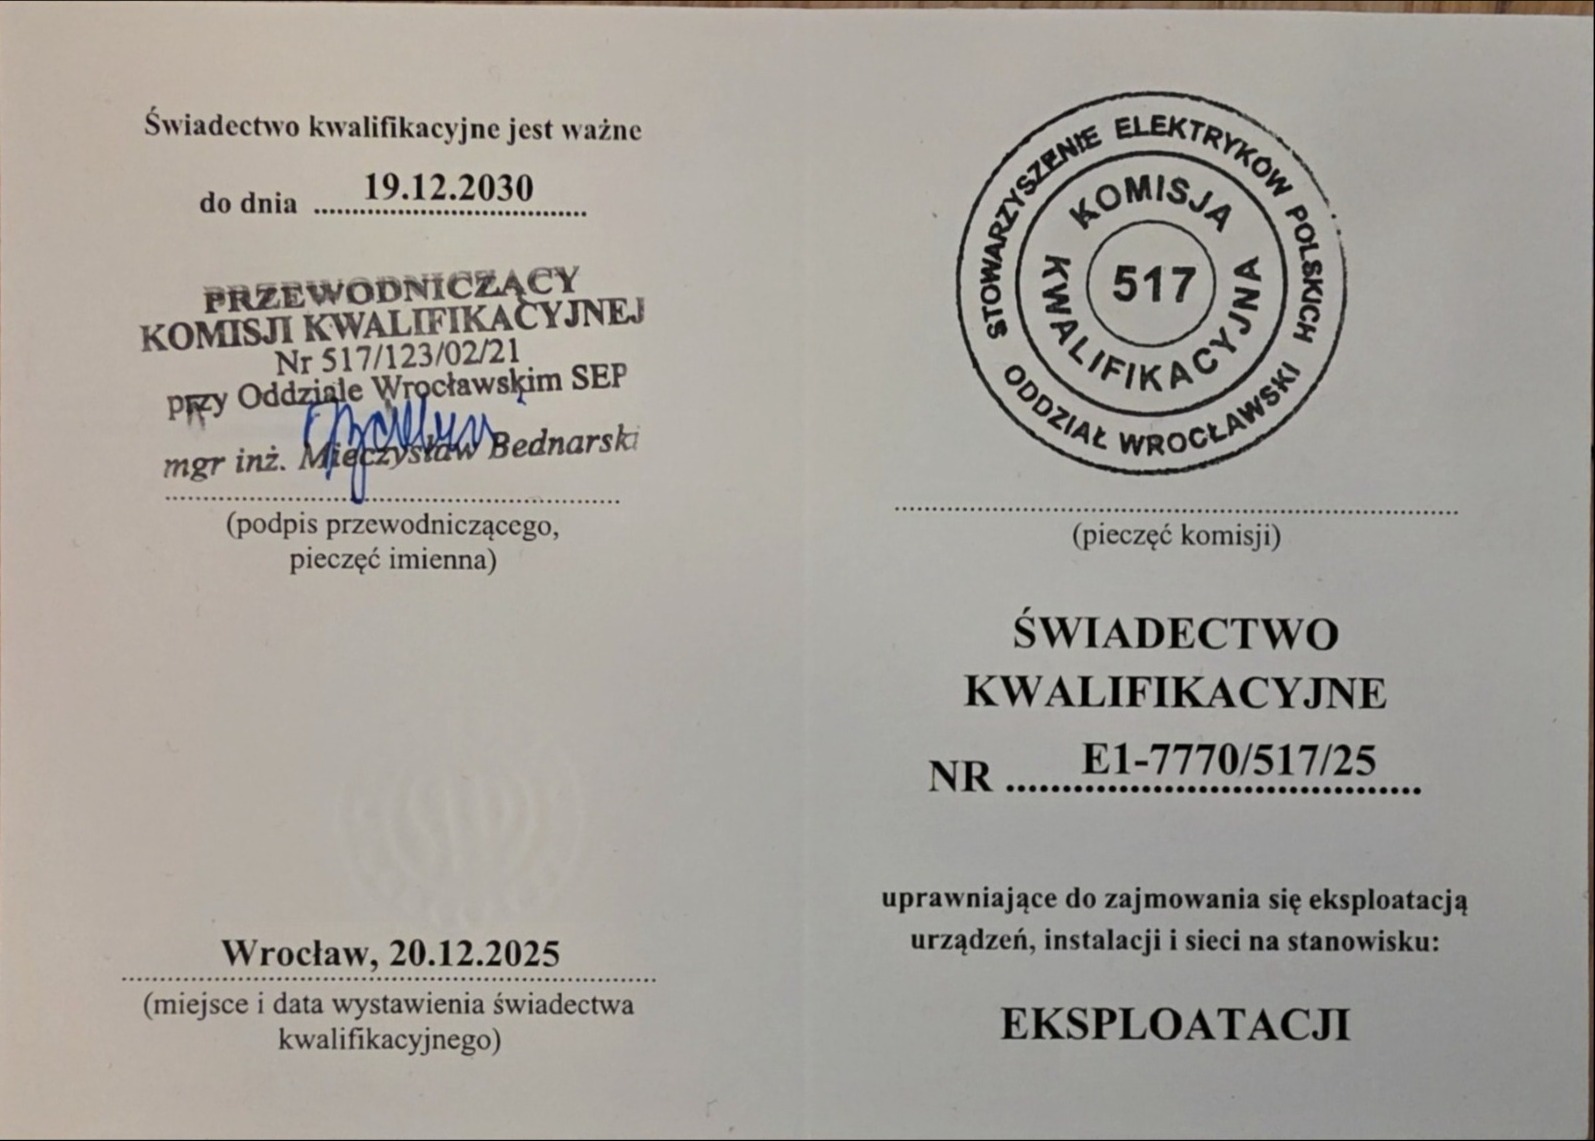 Świadectwo kwalifikacyjne jest ważne
do dnia 19.12.2030
PRZEWODNICZĄCY
KOMISJI KWALIFIKACYJNEJ
Nr 517/123/02/21
przy Oddziale Wrocławskim SEP
mgr inż. Mieczysław Bednarski
(podpis przewodniczącego,
pieczęć imienna)
Wrocław, 20.12.2025
(miejsce i data wystawienia świadectwa
kwalifikacyjnego)
STOWARZYSZENIE ELEKTRYKÓW POLSKICH
ODDZIAŁ WROCŁAWSKI
KOMISJA
KWALIFIKACYJNA
517
(pieczęć komisji)
ŚWIADECTWO
KWALIFIKACYJNE
NR E1-7770/517/25
uprawniające do zajmowania się eksploatacją
urządzeń, instalacji i sieci na stanowisku:
EKSPLOATACJI